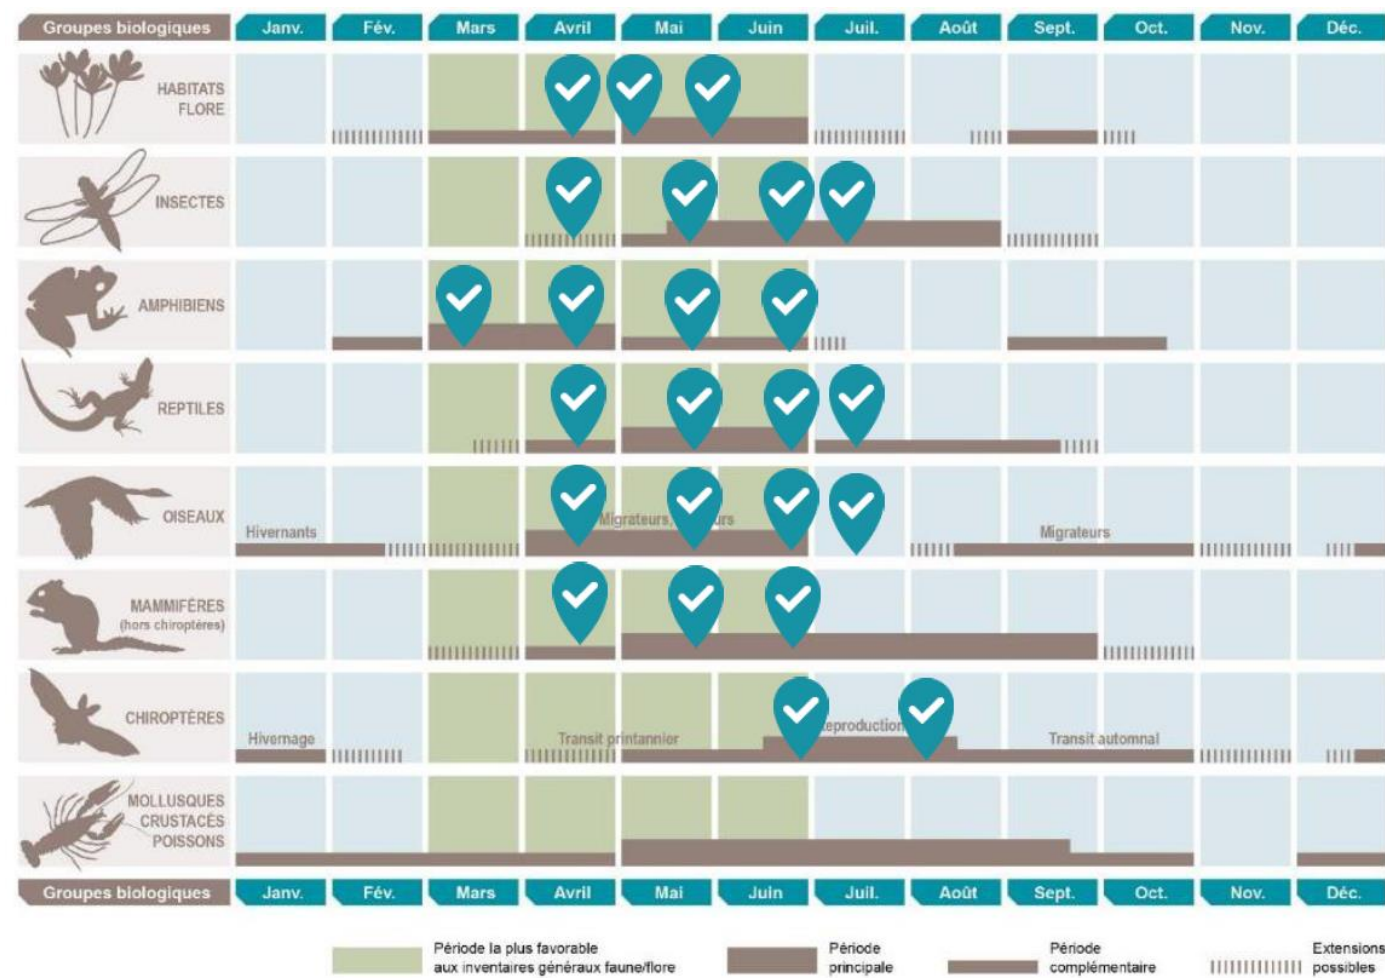 Groupes biologiques Janv. Fév. Mars Avril Mai Juin Juil. Août Sept. Oct. Nov. Déc.
HABITATS
FLORE
INSECTES
AMPHIBIENS
REPTILES
OISEAUX
Hivernants
Migrateurs,
Migrateurs
MAMMIFÉRES
(hors chiroptères)
CHIROPTÈRES
Hivernage
Transit printannier
eproduction
Transit automnal
MOLLUSQUES
CRUSTACÉS
POISSONS
Groupes biologiques Janv. Fév. Mars Avril Mai Juin Juil. Août Sept. Oct. Nov. Déc.
Période la plus favorable
aux inventaires généraux faune/flore
Période
principale
Période
complémentaire
Extensions
possibles